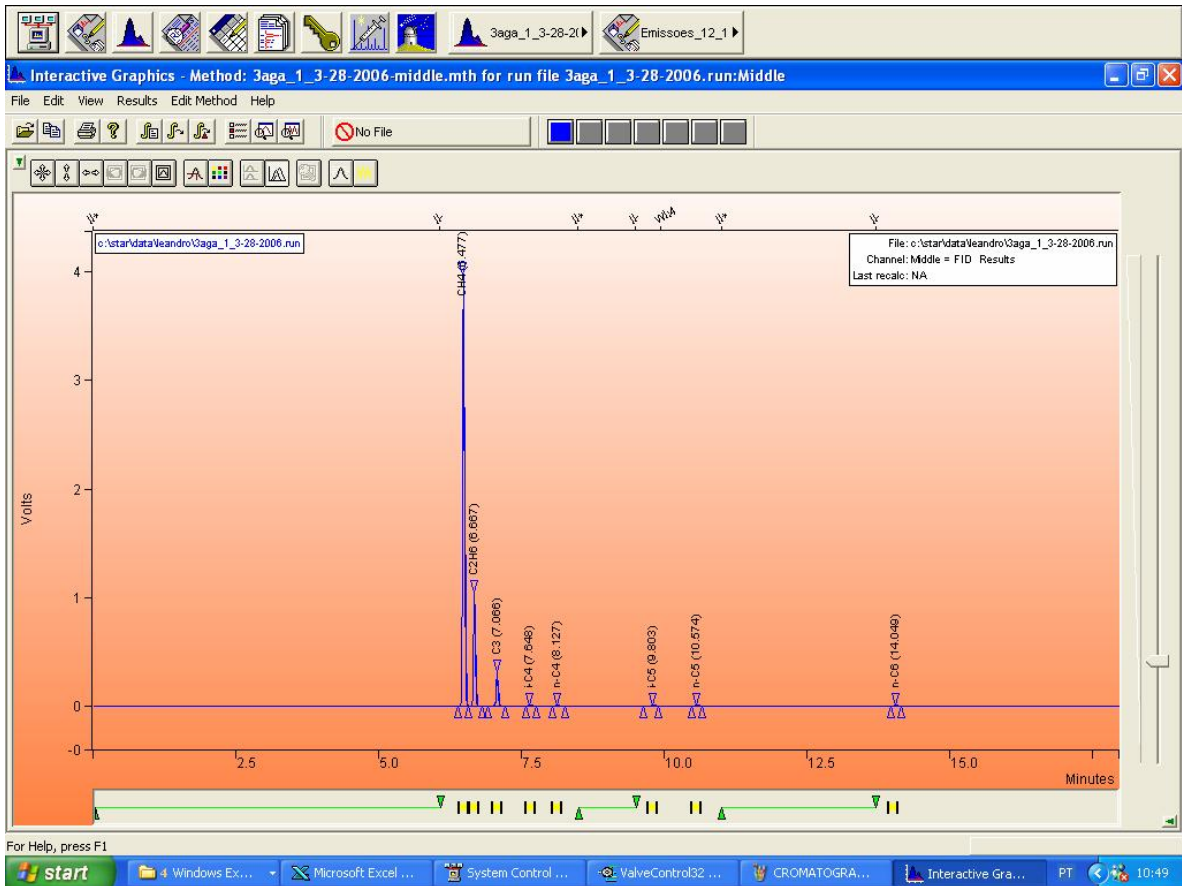 3aga_1_3-28-20
Emissoes_12_1
Interactive Graphics - Method: 3aga_1_3-28-2006-middle.mth for run file 3aga_1_3-28-2006.run:Middle
File Edit View Results Edit Method Help
No File
c:\star\data\leandro\3aga_1_3-28-2006.run
File: c:\star\data\leandro\3aga_1_3-28-2006.run
Channel: Middle = FID Results
Last recalc: NA
CH4 (6.477)
C2H6 (6.667)
C3 (7.066)
i-C4 (7.648)
n-C4 (8.127)
i-C5 (9.803)
n-C5 (10.574)
n-C6 (14.049)
Volts
4
3
2
1
0
-0
2.5 5.0 7.5 10.0 12.5 15.0
Minutes
For Help, press F1
start 4 Windows Ex... Microsoft Excel ... System Control ... ValveControl32 ... CROMATOGRA... Interactive Gra... PT 10:49